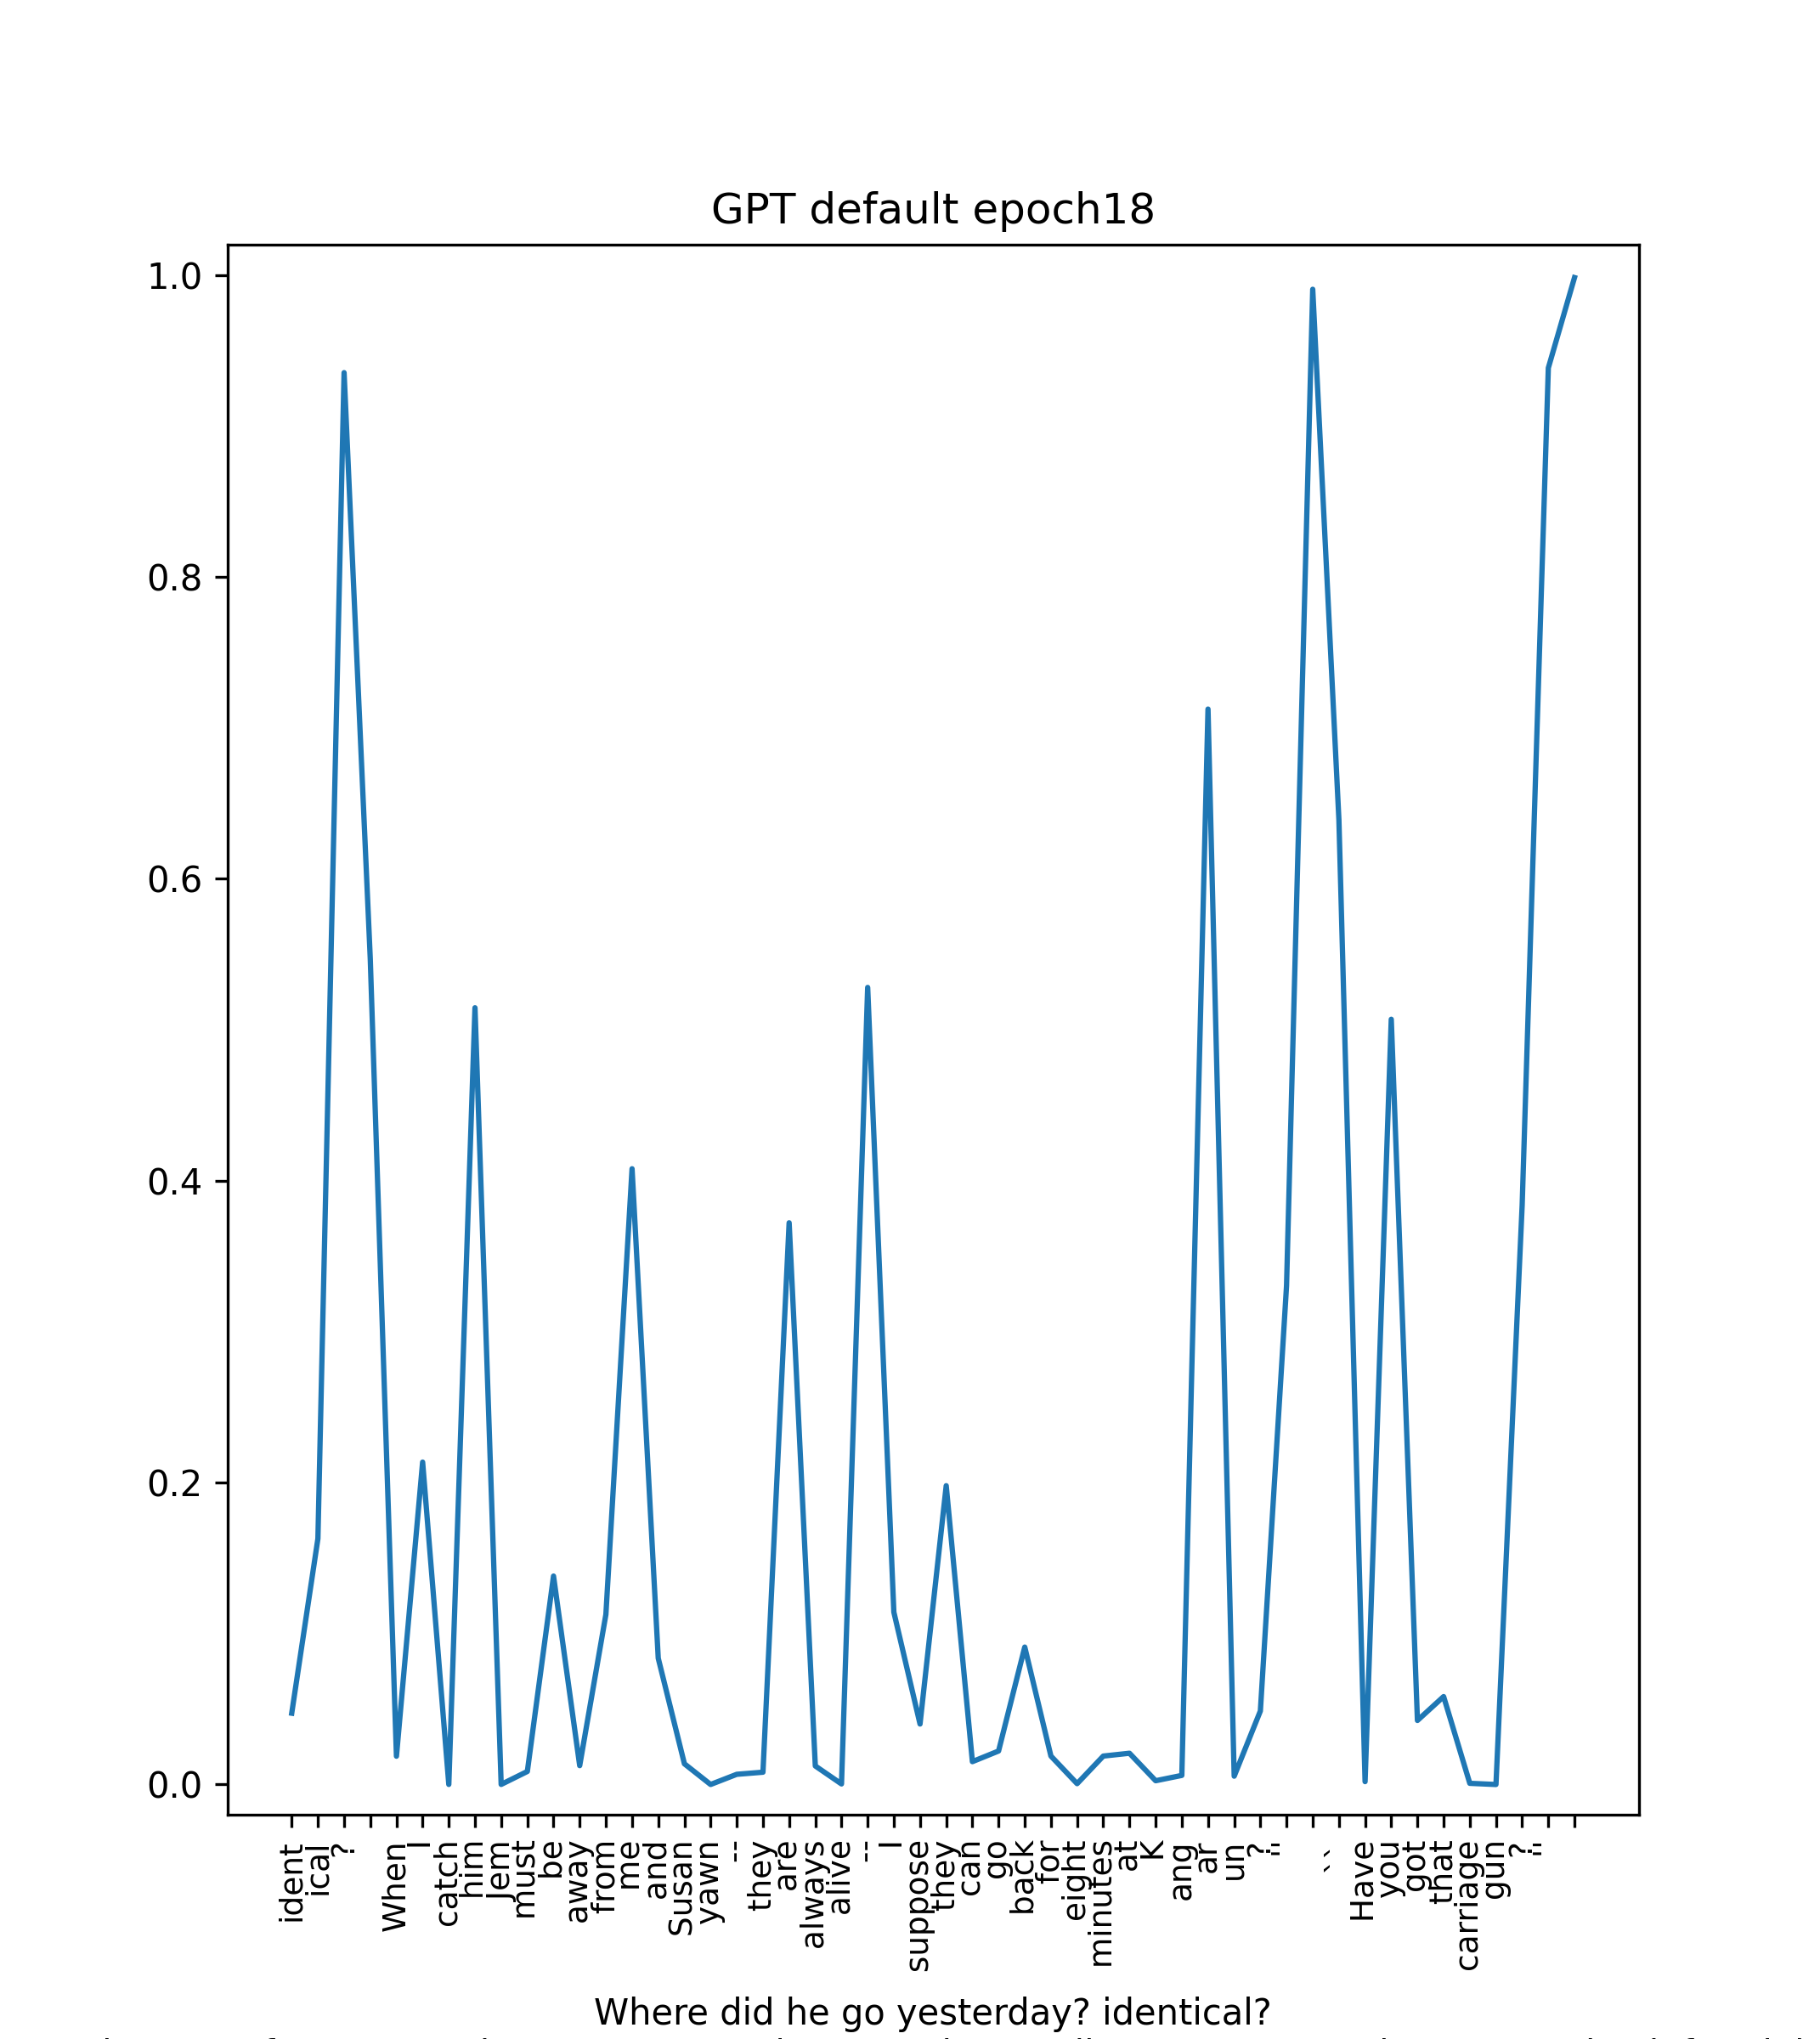 GPT default epoch18
1.0
0.8
0.6
0.4
0.2
0.0
ident
ical
?
When
I
catch
him
Jem
must
be
away
from
me
and
Susan
yawn
--
they
are
always
alive
--
I
suppose
they
can
go
back
for
eight
minutes
at
K
ang
ar
un
?
"
``
Have
you
got
that
carriage
gun
?
"
Where did he go yesterday? identical?